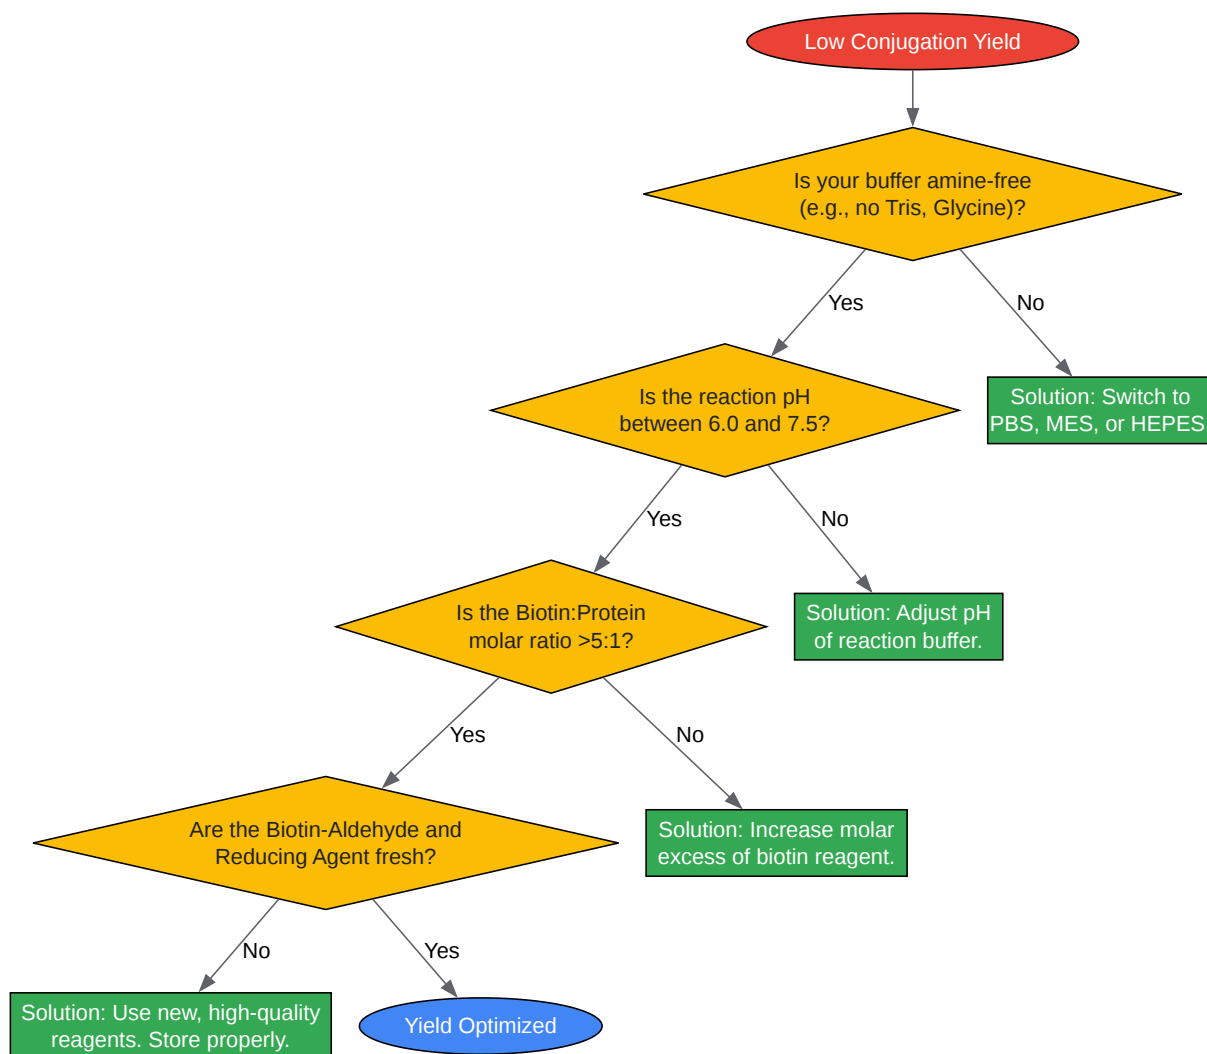 Low Conjugation Yield
Is your buffer amine-free
(e.g., no Tris, Glycine)?
Yes
No
Is the reaction pH
between 6.0 and 7.5?
Solution: Switch to
PBS, MES, or HEPES.
Yes
No
Is the Biotin:Protein
molar ratio >5:1?
Solution: Adjust pH
of reaction buffer.
Yes
No
Are the Biotin-Aldehyde and
Reducing Agent fresh?
Solution: Increase molar
excess of biotin reagent.
No
Yes
Solution: Use new, high-quality
reagents. Store properly.
Yield Optimized